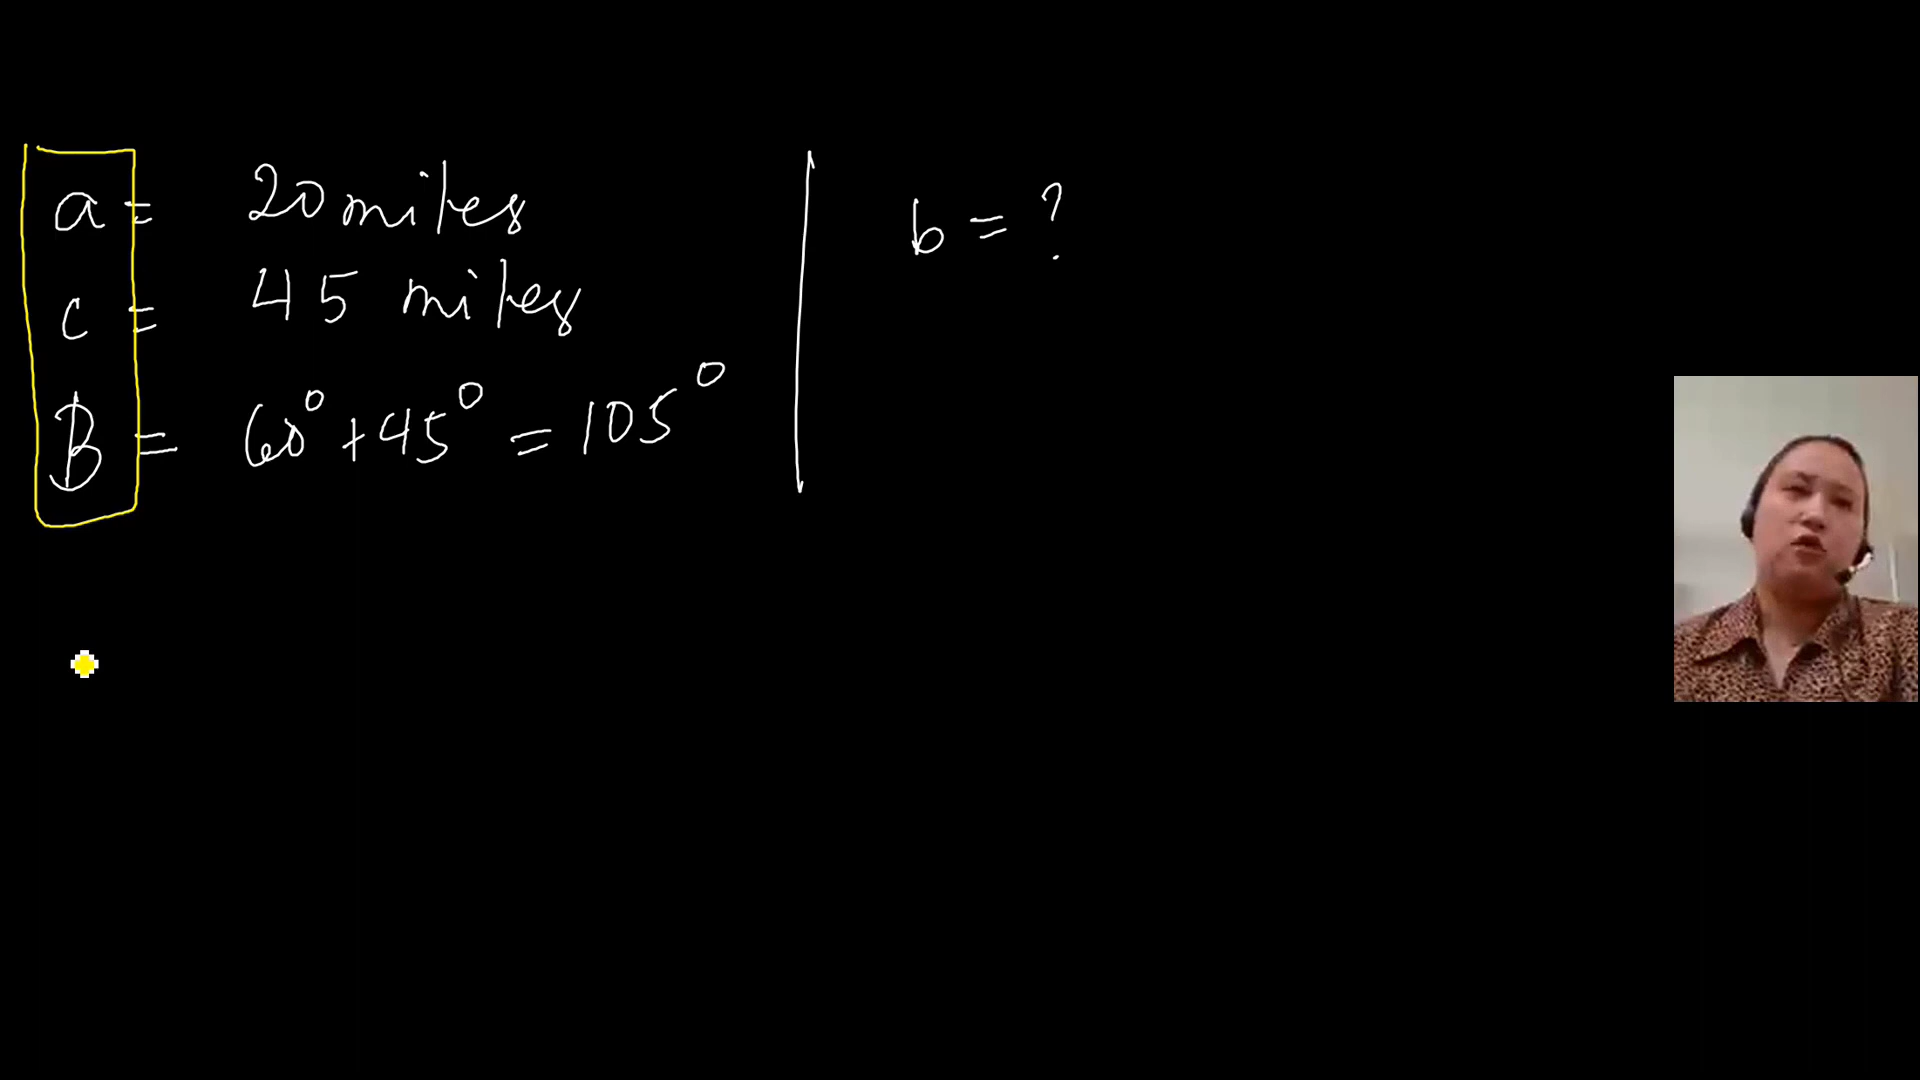 a = 20 miles
c = 45 miles
B = 60° + 45° = 105°
b = ?